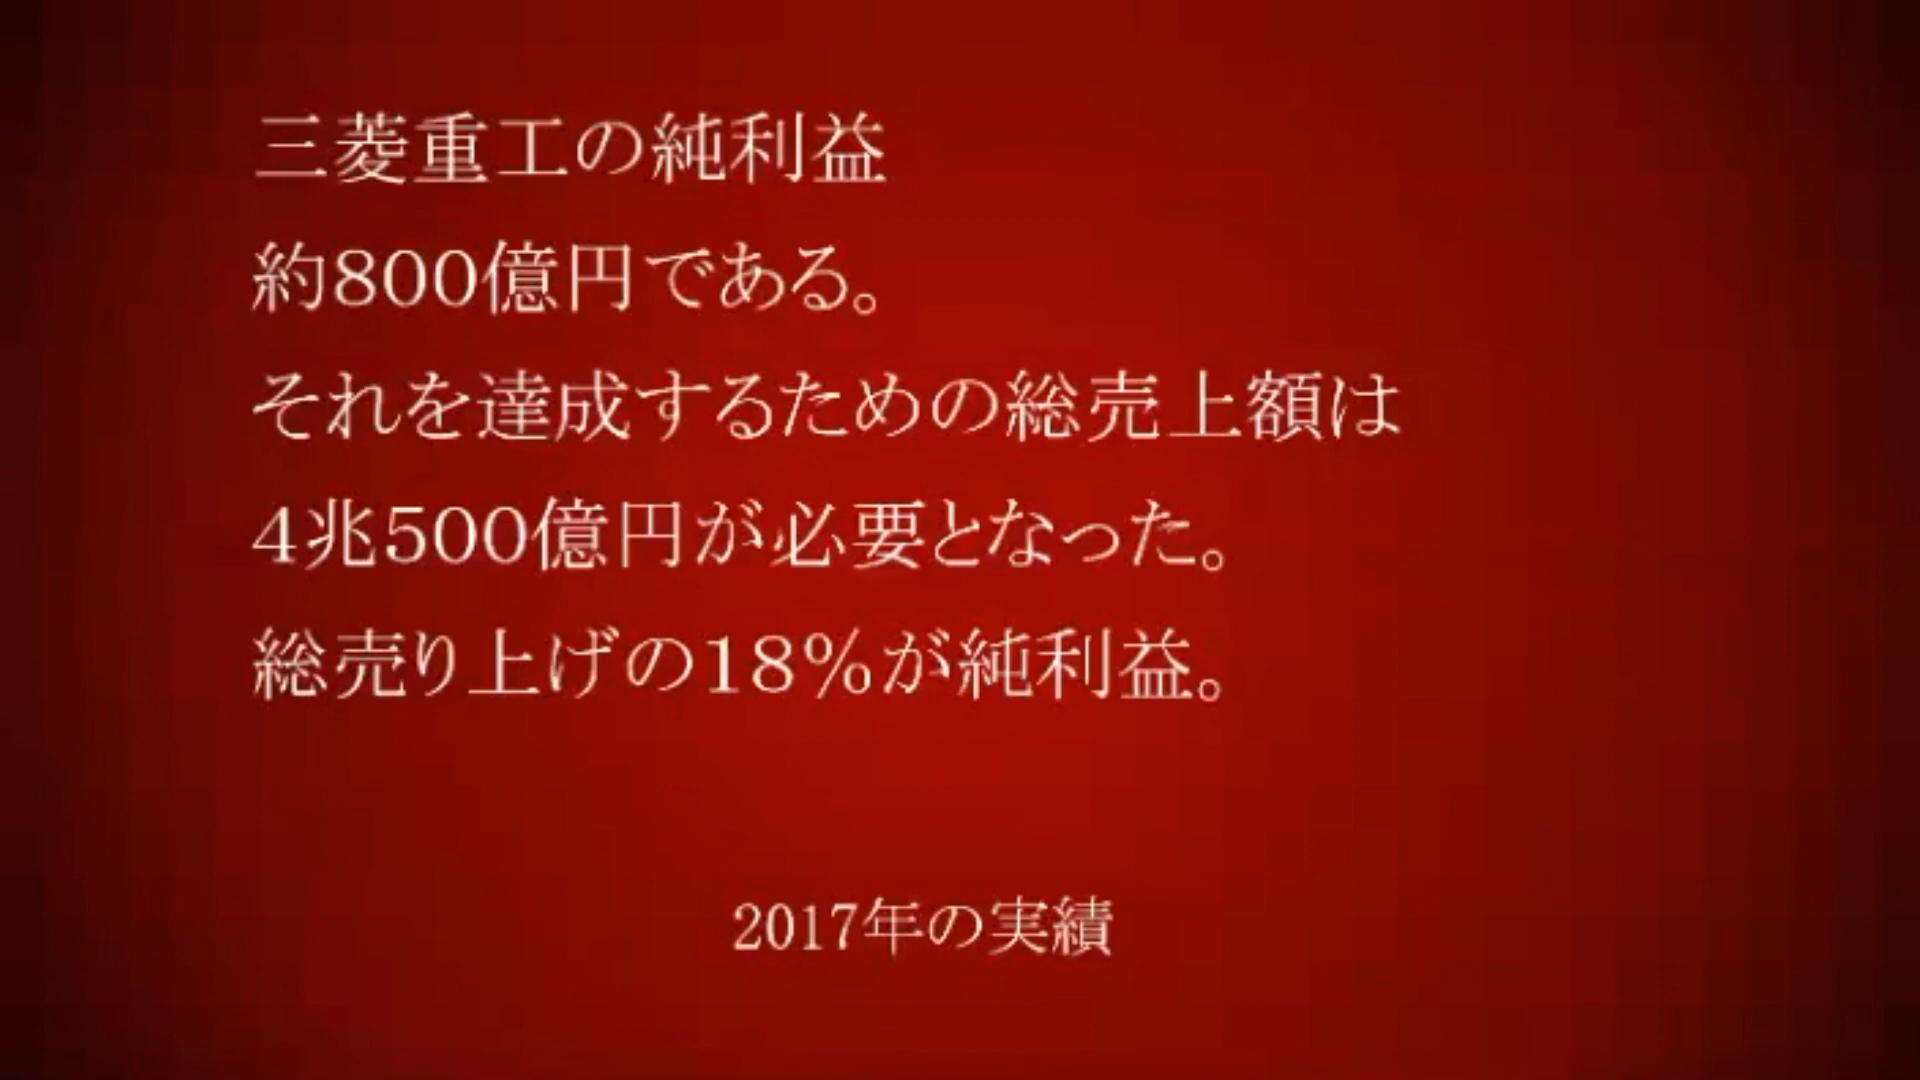 三菱重工の純利益
約800億円である。
それを達成するための総売上額は
4兆500億円が必要となった。
総売り上げの18%が純利益。
2017年の実績